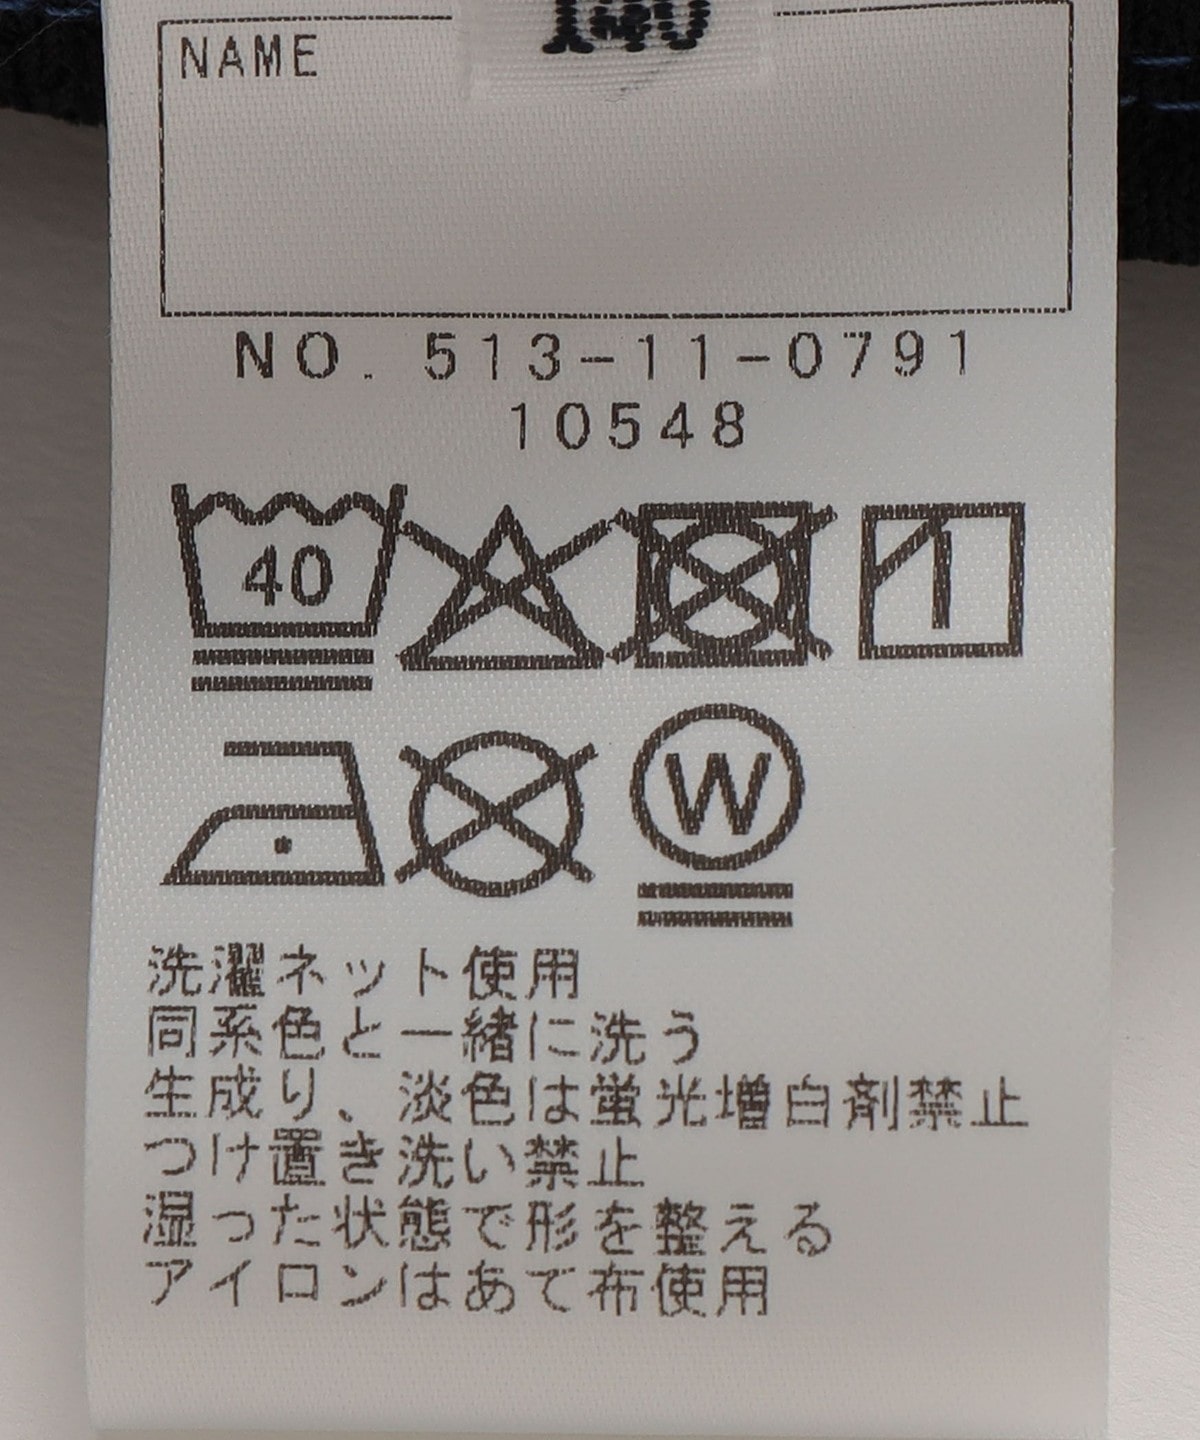 NAME
NO. 513-11-0791
10548
40
W
洗濯ネット使用
同系色と一緒に洗う
生成り、淡色は蛍光増白剤禁止
つけ置き洗い禁止
湿った状態で形を整える
アイロンはあて布使用